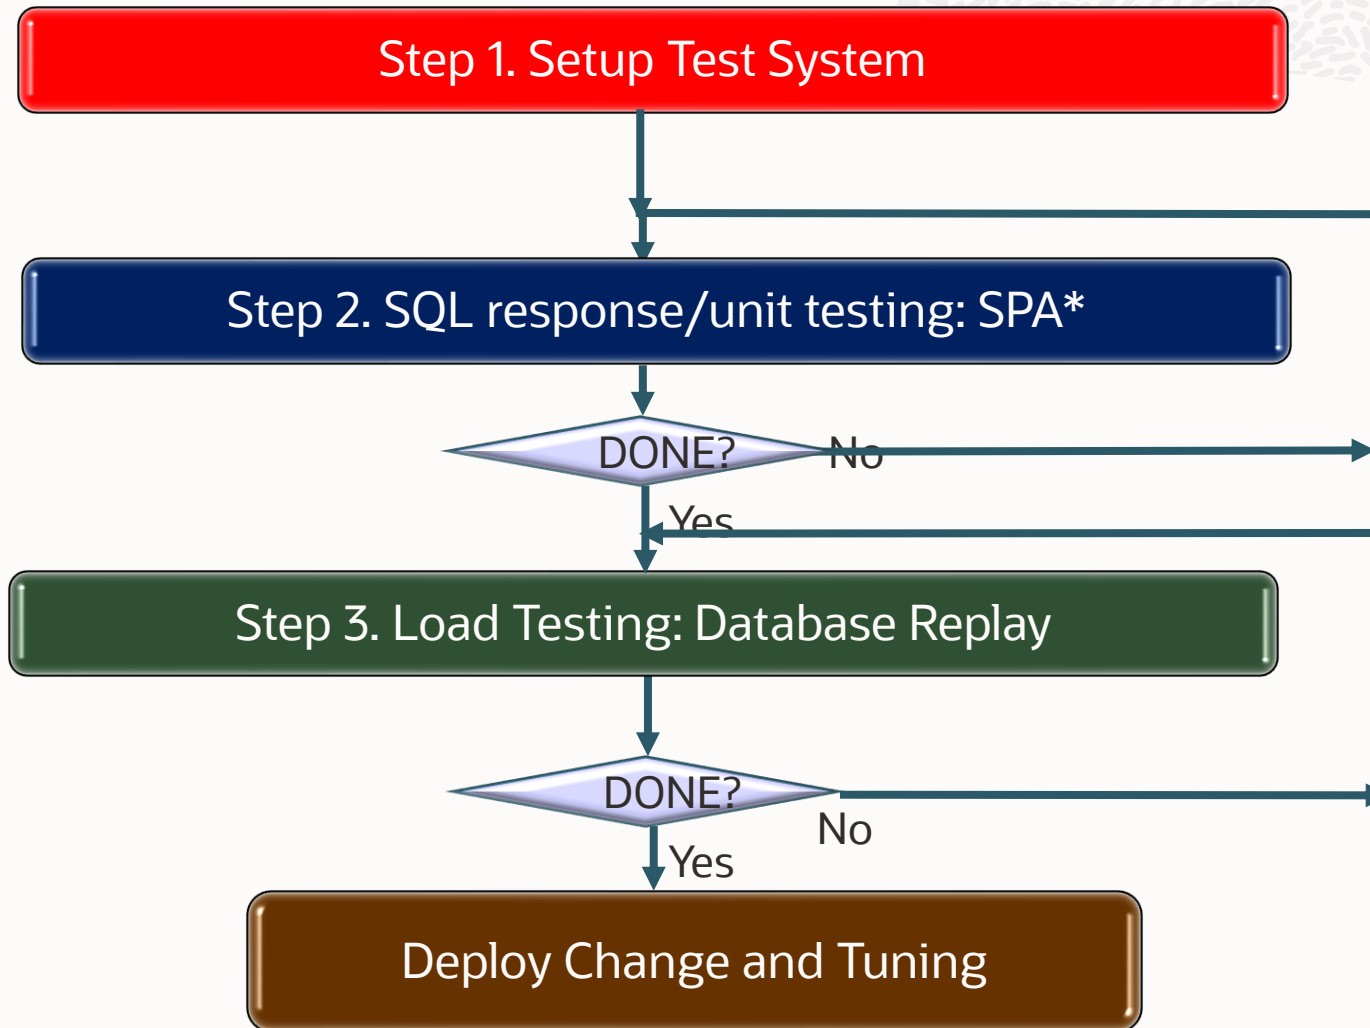 Step 1. Setup Test System
Step 2. SQL response/unit testing: SPA*
DONE?
No
Yes
Step 3. Load Testing: Database Replay
DONE?
No
Yes
Deploy Change and Tuning